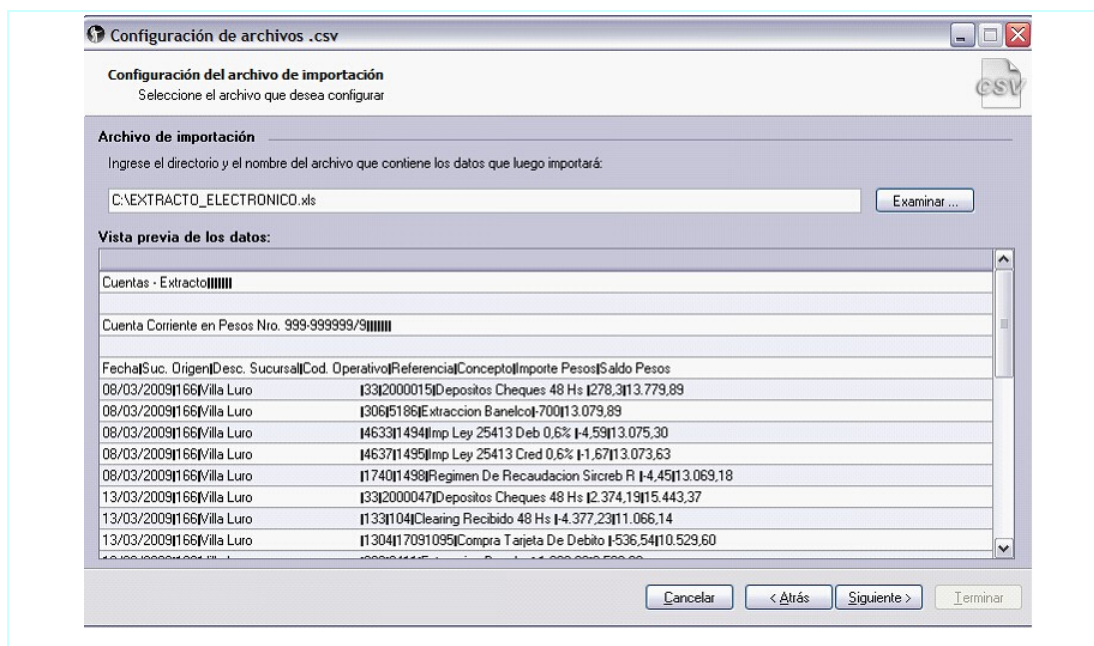 Configuración de archivos .csv
Configuración del archivo de importación
Seleccione el archivo que desea configurar
CSV
Archivo de importación
Ingrese el directorio y el nombre del archivo que contiene los datos que luego importará:
C:\EXTRACTO_ELECTRONICO.xls
Examinar ...
Vista previa de los datos:
Cuentas - Extracto|||||||
Cuenta Corriente en Pesos Nro. 999-999999/9|||||||
Fecha|Suc. Origen|Desc. Sucursal|Cod. Operativo|Referencia|Concepto|Importe Pesos|Saldo Pesos
08/03/2009|166|Villa Luro |33|2000015|Depositos Cheques 48 Hs |278,3|13.779,89
08/03/2009|166|Villa Luro |306|5186|Extraccion Banelco|-700|13.079,89
08/03/2009|166|Villa Luro |4633|1494|Imp Ley 25413 Deb 0,6% |-4,59|13.075,30
08/03/2009|166|Villa Luro |4637|1495|Imp Ley 25413 Cred 0,6% |-1,67|13.073,63
08/03/2009|166|Villa Luro |1740|1498|Regimen De Recaudacion Sircreb R |-4,45|13.069,18
13/03/2009|166|Villa Luro |33|2000047|Depositos Cheques 48 Hs |2.374,19|15.443,37
13/03/2009|166|Villa Luro |133|104|Clearing Recibido 48 Hs |-4.377,23|11.066,14
13/03/2009|166|Villa Luro |1304|17091095|Compra Tarjeta De Debito |-536,54|10.529,60
Cancelar
< Atrás
Siguiente >
Terminar